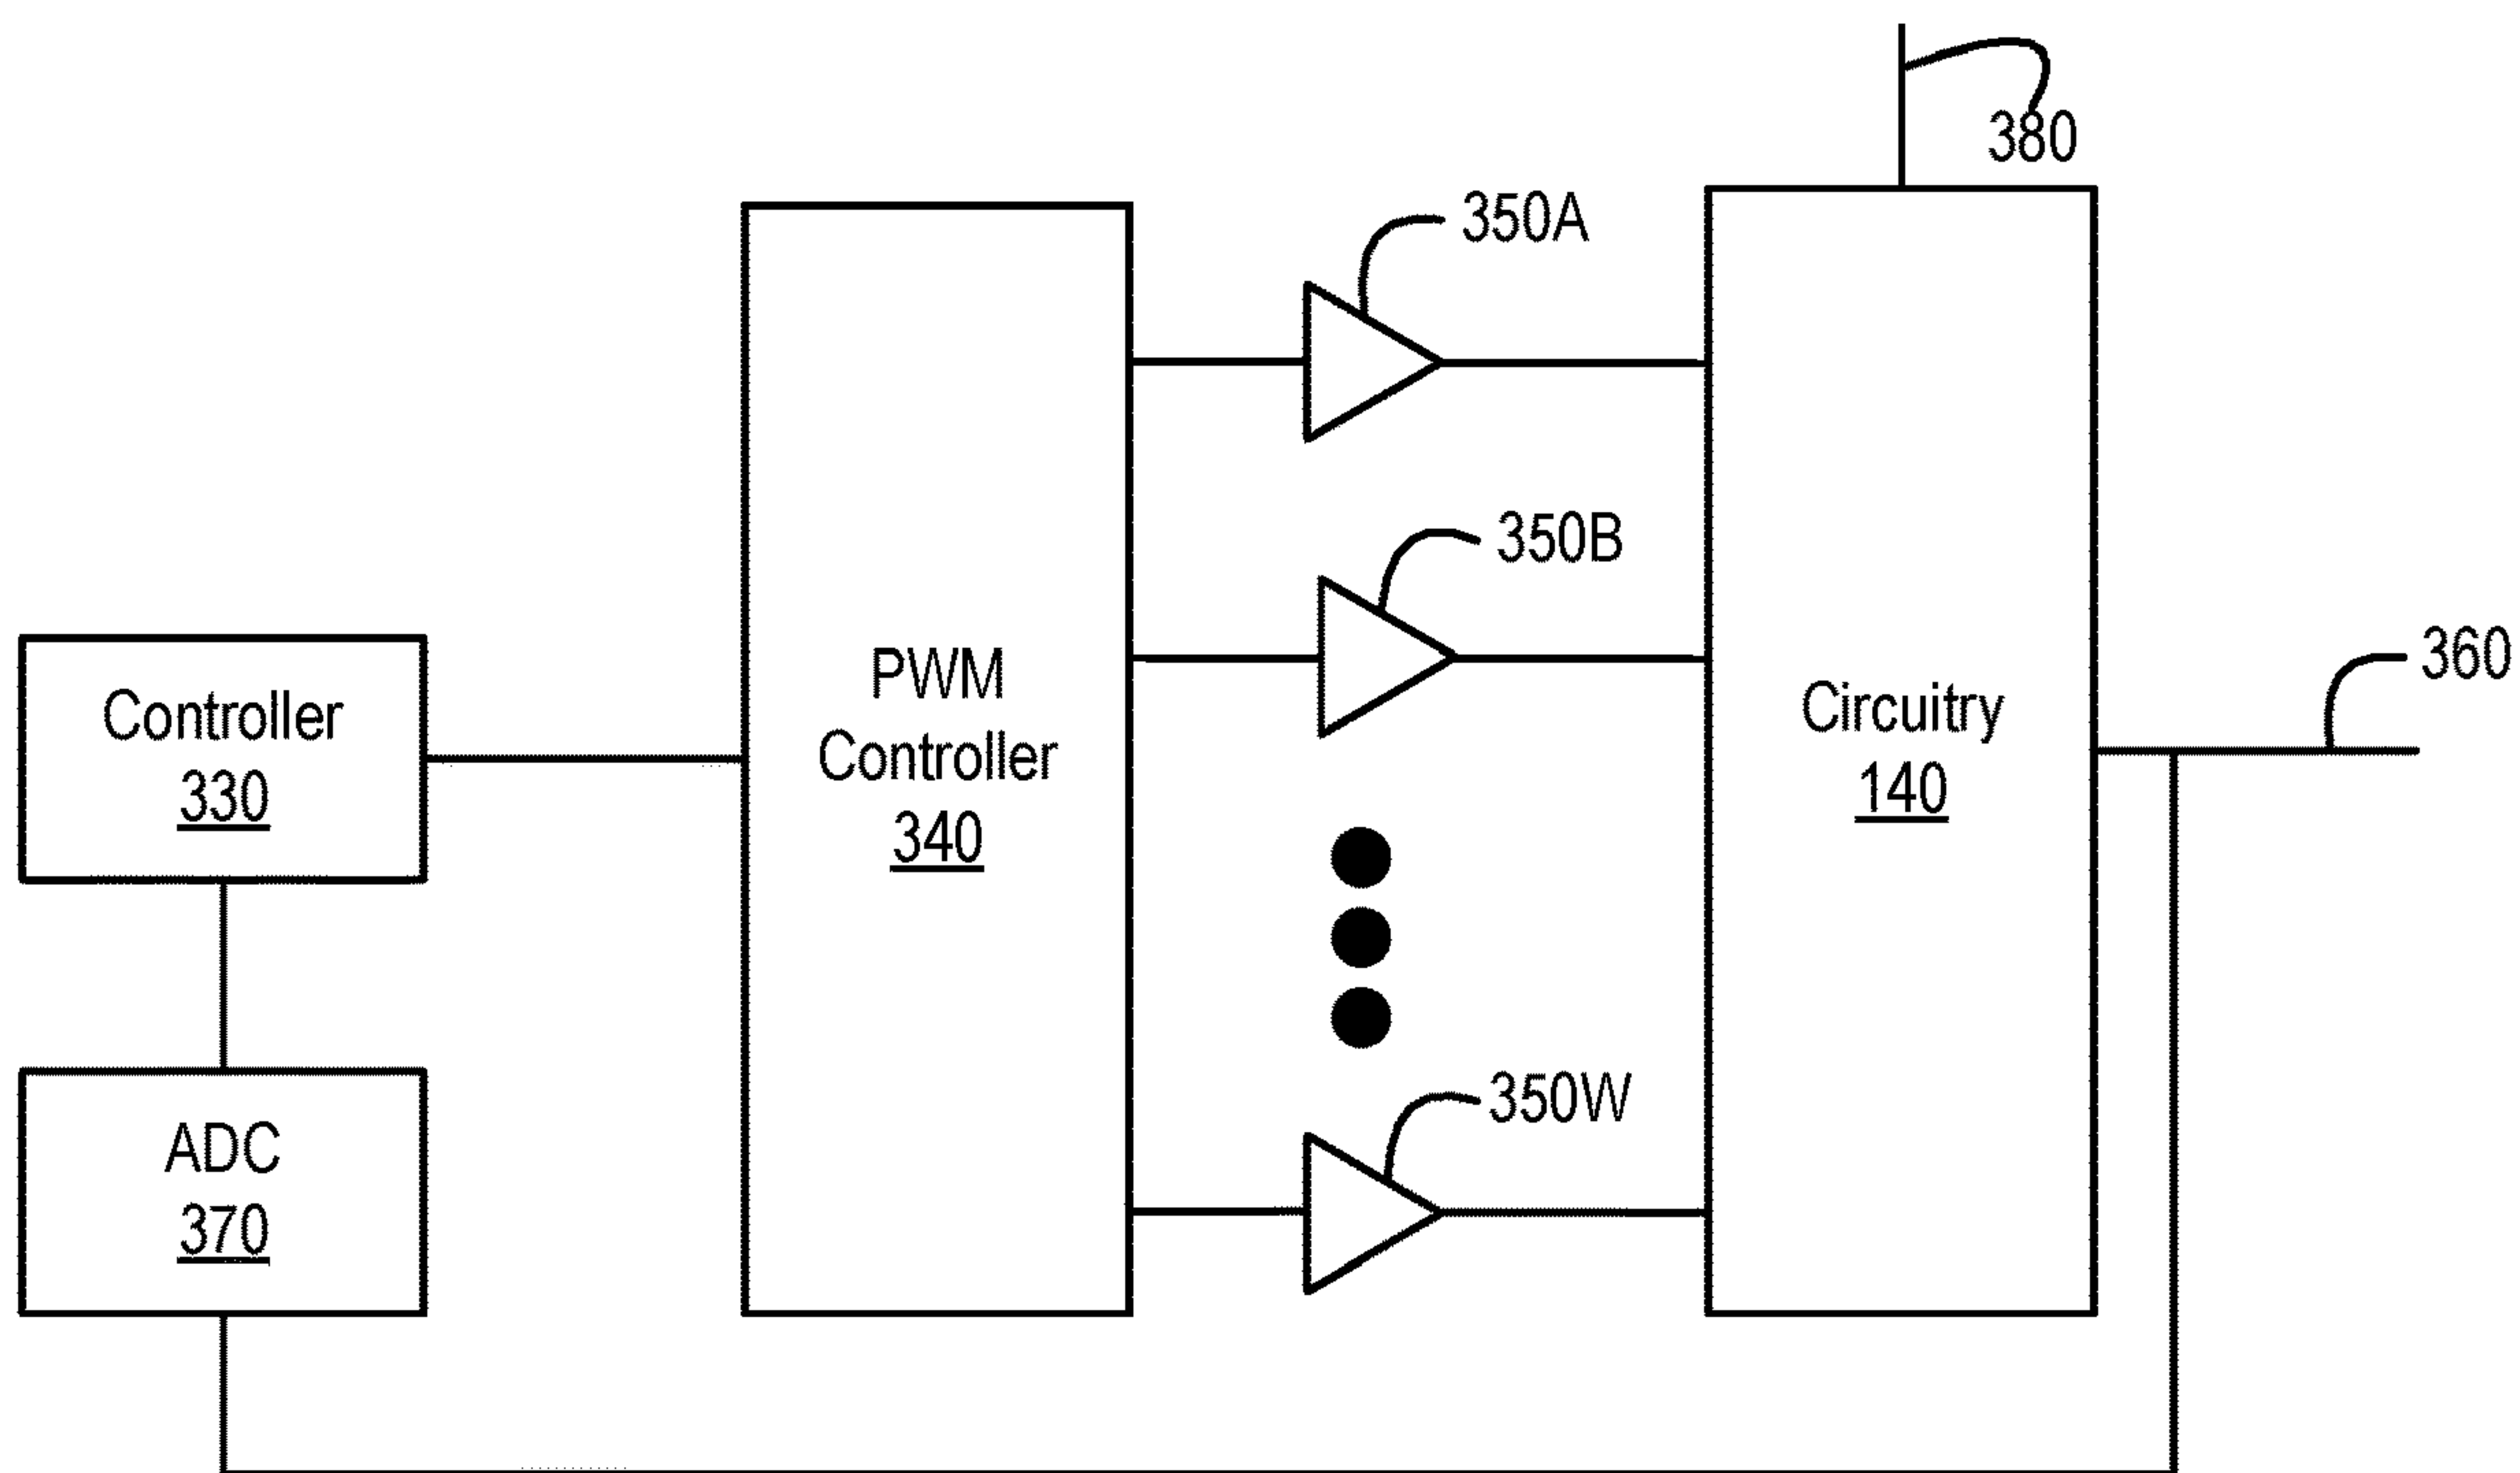 380
350A
350B
360
Controller
330
PWM
Controller
340
Circuitry
140
350W
ADC
370